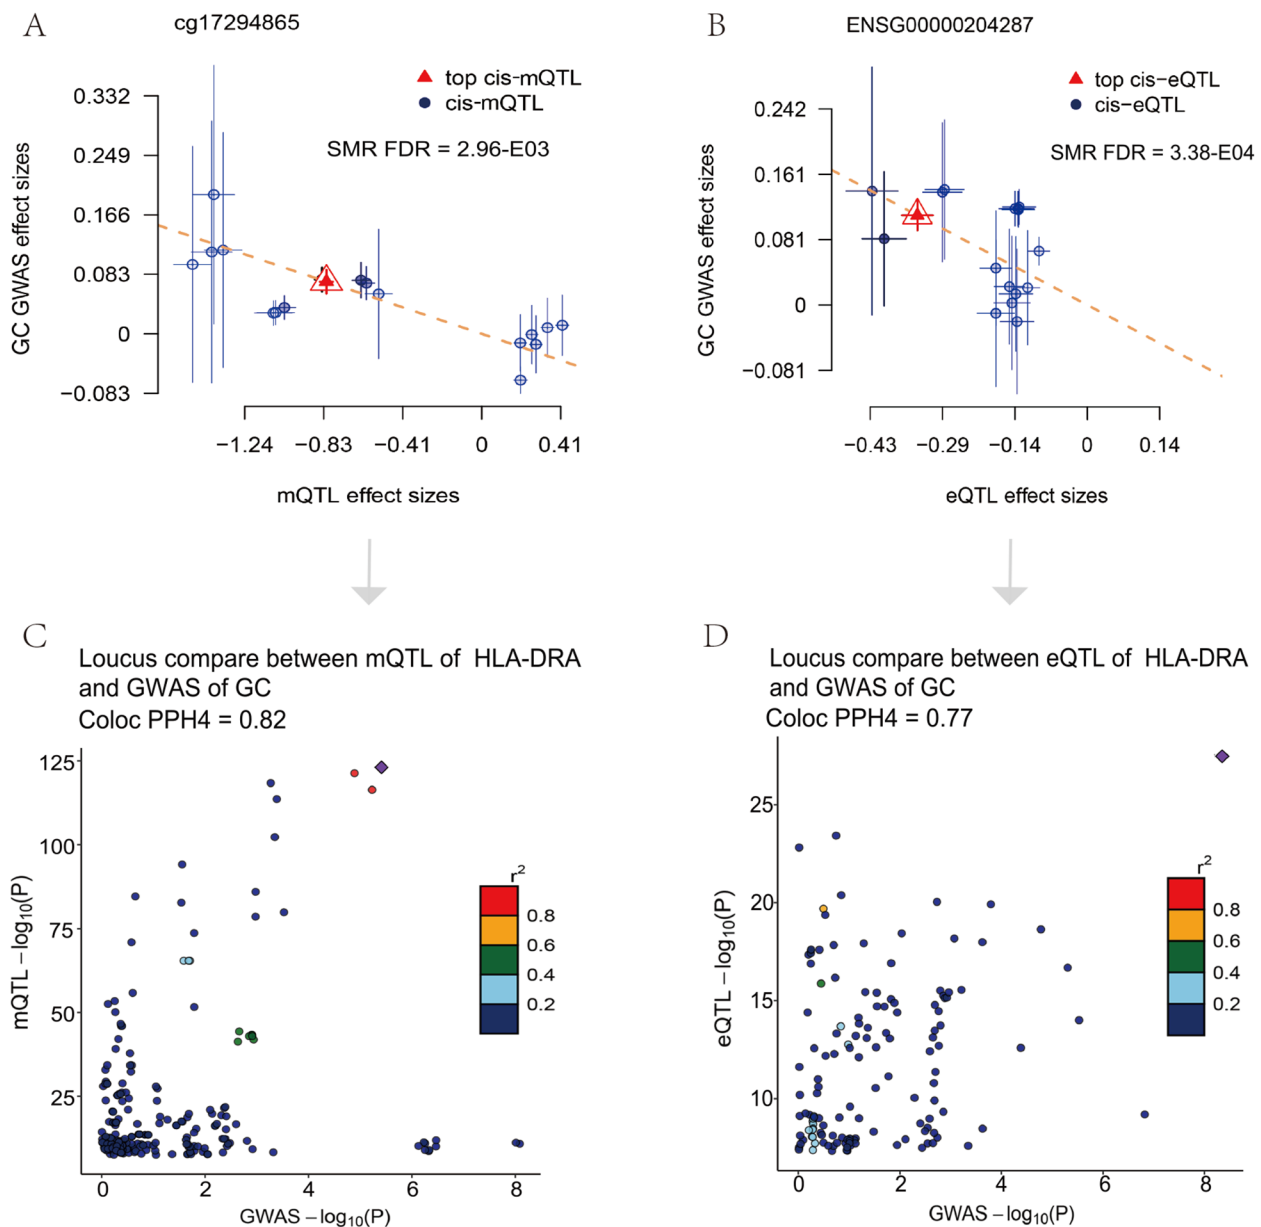 A
cg17294865
top cis-mQTL
cis-mQTL
SMR FDR = 2.96-E03
GC GWAS effect sizes
0.332
0.249
0.166
0.083
0
−0.083
−1.24
−0.83
−0.41
0
0.41
mQTL effect sizes
B
ENSG00000204287
top cis−eQTL
cis−eQTL
SMR FDR = 3.38-E04
GC GWAS effect sizes
0.242
0.161
0.081
0
−0.081
−0.43
−0.29
−0.14
0
0.14
eQTL effect sizes
C
Loucus compare between mQTL of HLA-DRA
and GWAS of GC
Coloc PPH4 = 0.82
mQTL −log10(P)
125
100
75
50
25
r2
0.8
0.6
0.4
0.2
0
2
4
6
8
GWAS −log10(P)
D
Loucus compare between eQTL of HLA-DRA
and GWAS of GC
Coloc PPH4 = 0.77
eQTL −log10(P)
25
20
15
10
r2
0.8
0.6
0.4
0.2
0
2
4
6
8
GWAS −log10(P)